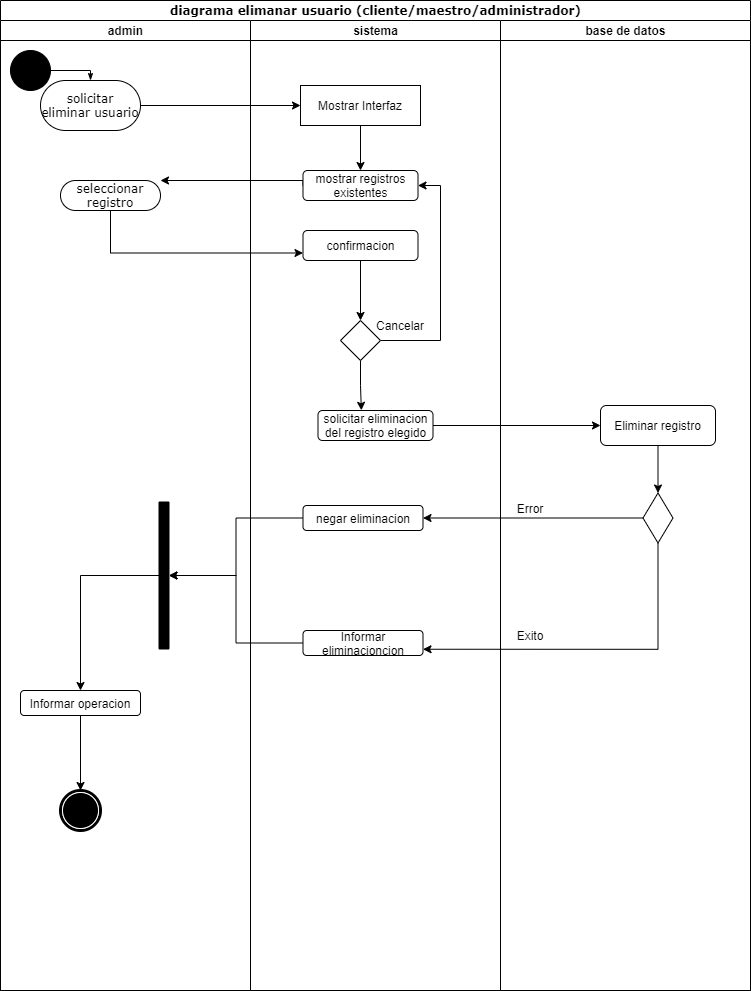 diagrama elimanar usuario (cliente/maestro/administrador)
admin
sistema
base de datos
solicitar
eliminar usuario
Mostrar Interfaz
mostrar registros
existentes
seleccionar
registro
confirmacion
Cancelar
solicitar eliminacion
del registro elegido
Eliminar registro
Error
negar eliminacion
Exito
Informar
eliminacioncion
Informar operacion